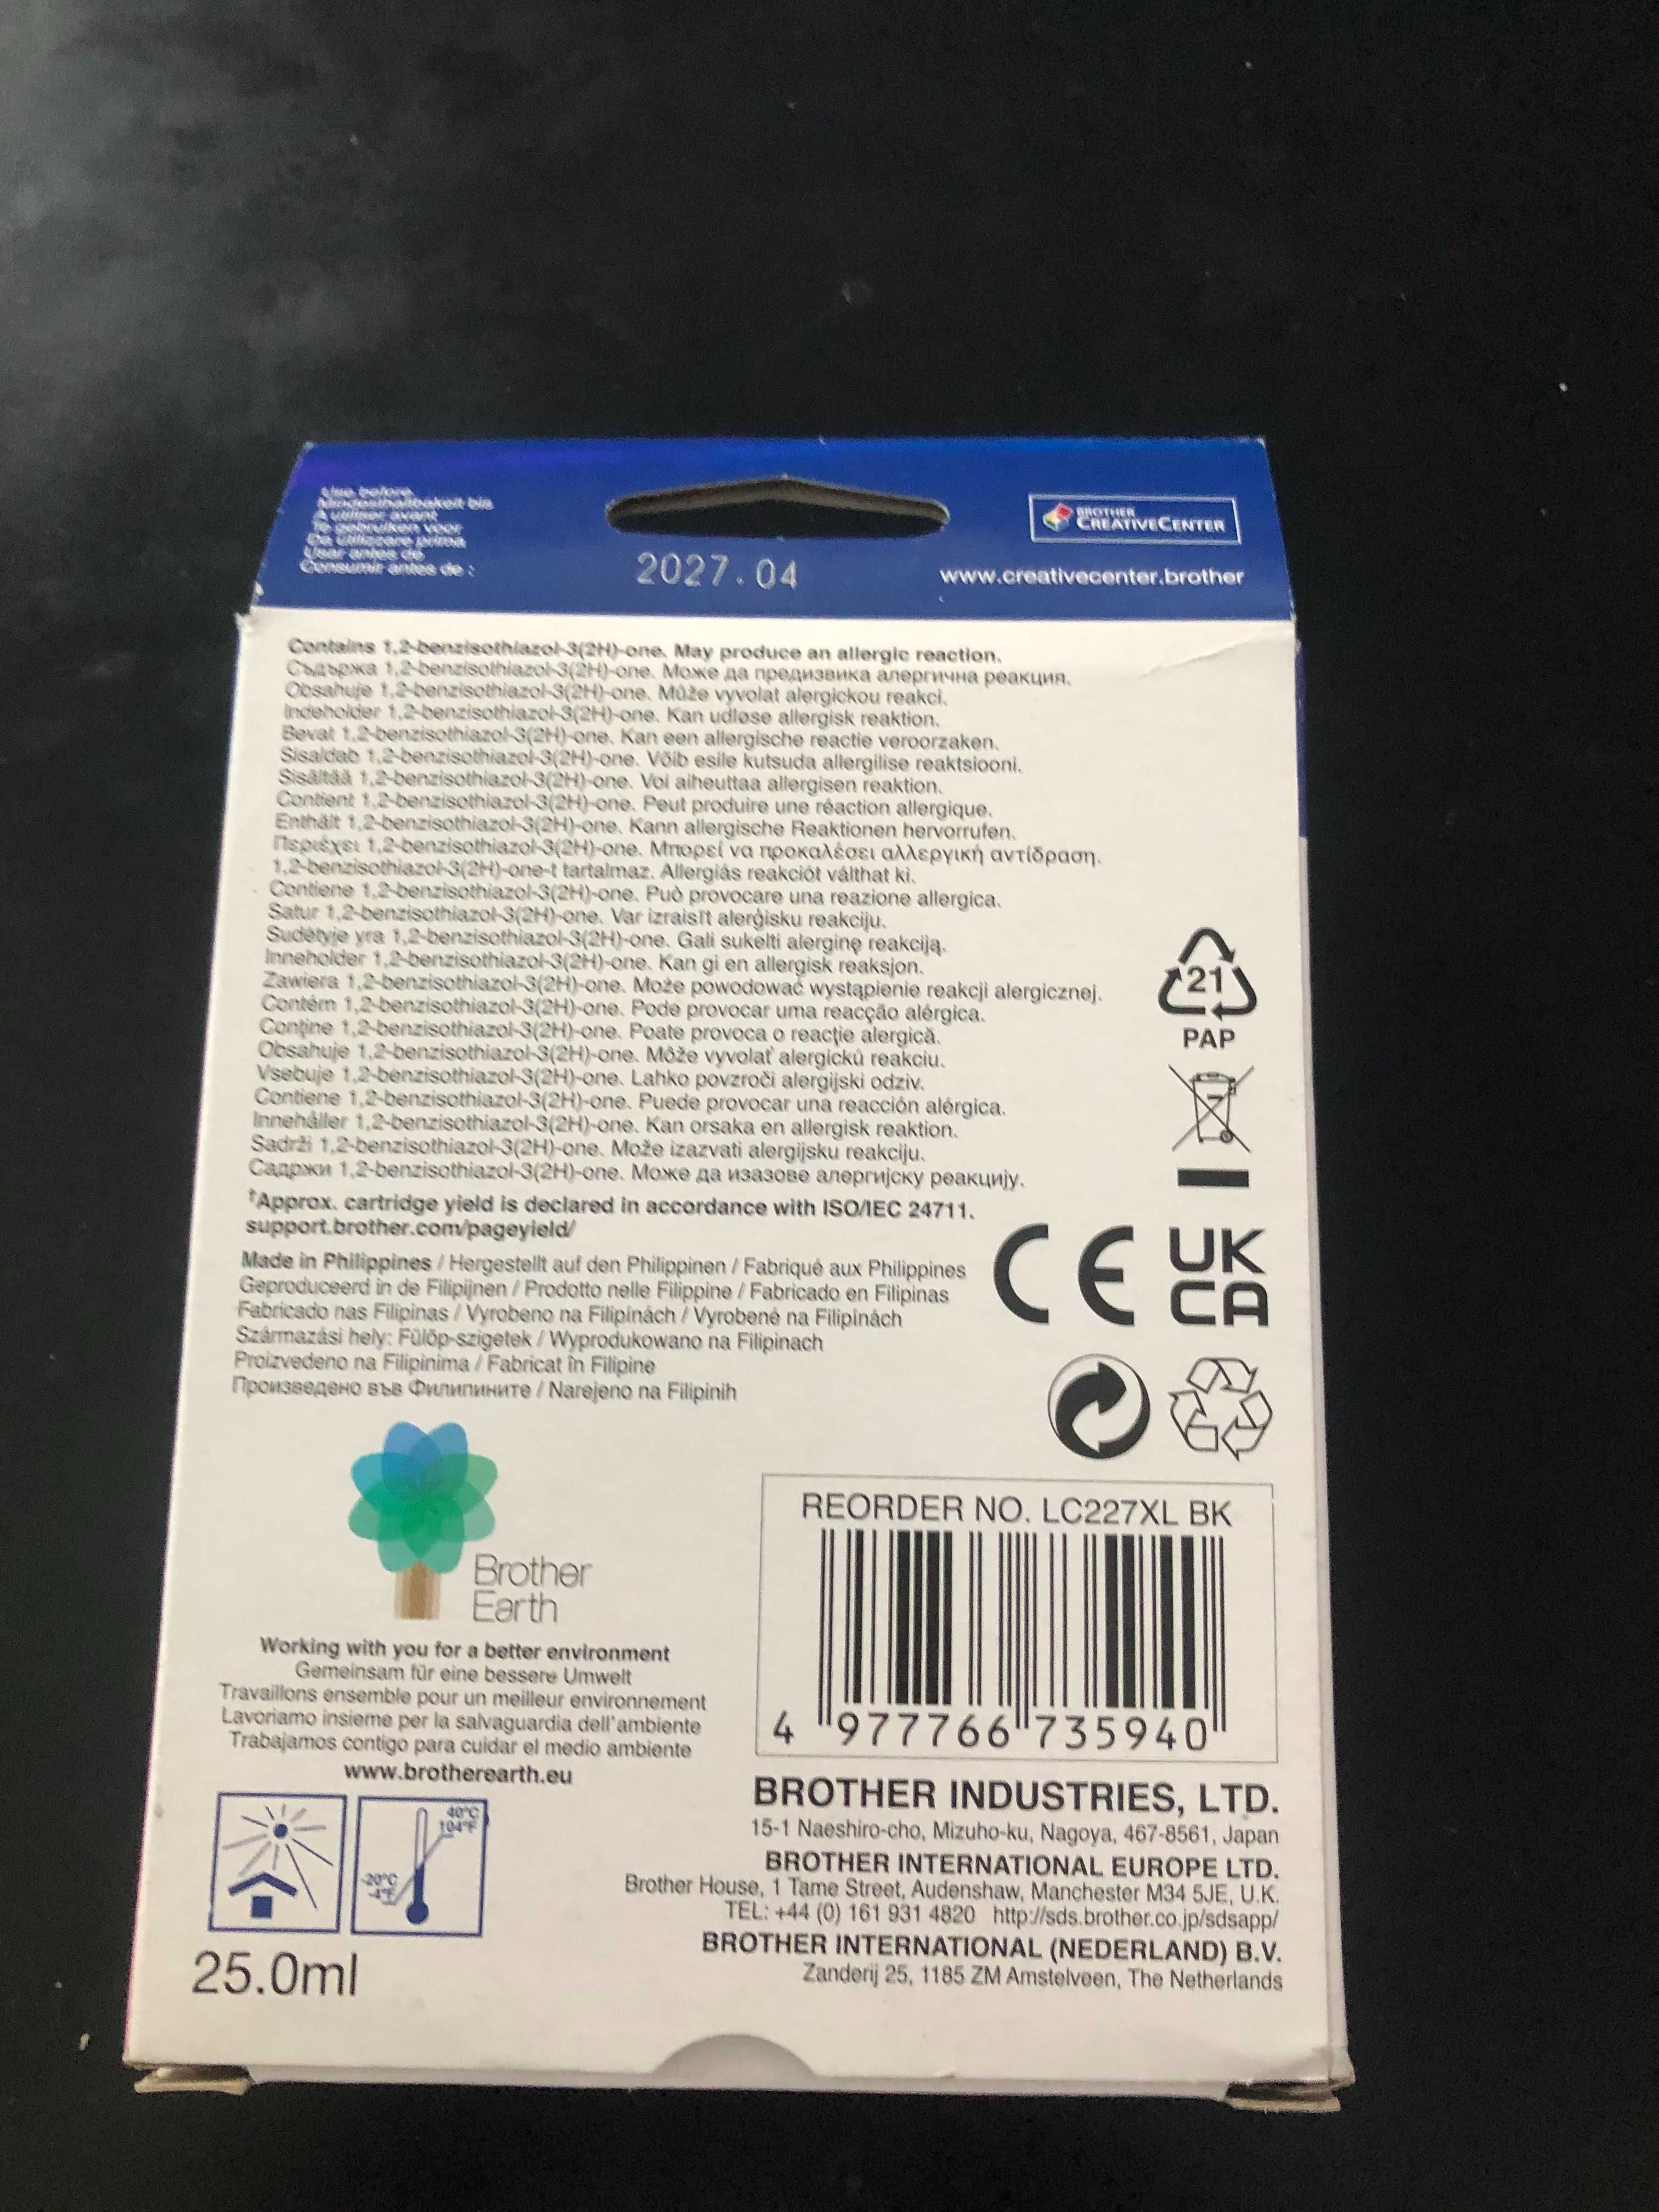 Use before
Mindesthaltbarkeit bis
A utiliser avant
Te gebruiken voor
Da utilizzare prima
Usar antes de
Consumir antes de :
2027.04
BROTHER
CREATIVECENTER
www.creativecenter.brother
Contains 1,2-benzisothiazol-3(2H)-one. May produce an allergic reaction.
Съдържа 1,2-benzisothiazol-3(2H)-one. Може да предизвика алергична реакция.
Obsahuje 1,2-benzisothiazol-3(2H)-one. Může vyvolat alergickou reakci.
Indeholder 1,2-benzisothiazol-3(2H)-one. Kan udløse allergisk reaktion.
Bevat 1,2-benzisothiazol-3(2H)-one. Kan een allergische reactie veroorzaken.
Sisaldab 1,2-benzisothiazol-3(2H)-one. Võib esile kutsuda allergilise reaktsiooni.
Sisältää 1,2-benzisothiazol-3(2H)-one. Voi aiheuttaa allergisen reaktion.
Contient 1,2-benzisothiazol-3(2H)-one. Peut produire une réaction allergique.
Enthält 1,2-benzisothiazol-3(2H)-one. Kann allergische Reaktionen hervorrufen.
Περιέχει 1,2-benzisothiazol-3(2H)-one. Μπορεί να προκαλέσει αλλεργική αντίδραση.
1,2-benzisothiazol-3(2H)-one-t tartalmaz. Allergiás reakciót válthat ki.
Contiene 1,2-benzisothiazol-3(2H)-one. Può provocare una reazione allergica.
Satur 1,2-benzisothiazol-3(2H)-one. Var izraisīt alerģisku reakciju.
Sudėtyje yra 1,2-benzisothiazol-3(2H)-one. Gali sukelti alerginę reakciją.
Inneholder 1,2-benzisothiazol-3(2H)-one. Kan gi en allergisk reaksjon.
Zawiera 1,2-benzisothiazol-3(2H)-one. Może powodować wystąpienie reakcji alergicznej.
Contém 1,2-benzisothiazol-3(2H)-one. Pode provocar uma reacção alérgica.
Conţine 1,2-benzisothiazol-3(2H)-one. Poate provoca o reacţie alergică.
Obsahuje 1,2-benzisothiazol-3(2H)-one. Môže vyvolať alergickú reakciu.
Vsebuje 1,2-benzisothiazol-3(2H)-one. Lahko povzroči alergijski odziv.
Contiene 1,2-benzisothiazol-3(2H)-one. Puede provocar una reacción alérgica.
Innehåller 1,2-benzisothiazol-3(2H)-one. Kan orsaka en allergisk reaktion.
Sadrži 1,2-benzisothiazol-3(2H)-one. Može izazvati alergijsku reakciju.
Садржи 1,2-benzisothiazol-3(2H)-one. Може да изазове алергијску реакцију.
†Approx. cartridge yield is declared in accordance with ISO/IEC 24711.
support.brother.com/pageyield/
Made in Philippines / Hergestellt auf den Philippinen / Fabriqué aux Philippines
Geproduceerd in de Filipijnen / Prodotto nelle Filippine / Fabricado en Filipinas
Fabricado nas Filipinas / Vyrobeno na Filipínách / Vyrobené na Filipínách
Származási hely: Fülöp-szigetek / Wyprodukowano na Filipinach
Proizvedeno na Filipinima / Fabricat în Filipine
Произведено във Филипините / Narejeno na Filipinih
21
PAP
CE
UK
CA
Brother
Earth
Working with you for a better environment
Gemeinsam für eine bessere Umwelt
Travaillons ensemble pour un meilleur environnement
Lavoriamo insieme per la salvaguardia dell'ambiente
Trabajamos contigo para cuidar el medio ambiente
www.brotherearth.eu
40°C
104°F
-20°C
-4°F
25.0ml
REORDER NO. LC227XL BK
4 977766 735940
BROTHER INDUSTRIES, LTD.
15-1 Naeshiro-cho, Mizuho-ku, Nagoya, 467-8561, Japan
BROTHER INTERNATIONAL EUROPE LTD.
Brother House, 1 Tame Street, Audenshaw, Manchester M34 5JE, U.K.
TEL: +44 (0) 161 931 4820 http://sds.brother.co.jp/sdsapp/
BROTHER INTERNATIONAL (NEDERLAND) B.V.
Zanderij 25, 1185 ZM Amstelveen, The Netherlands